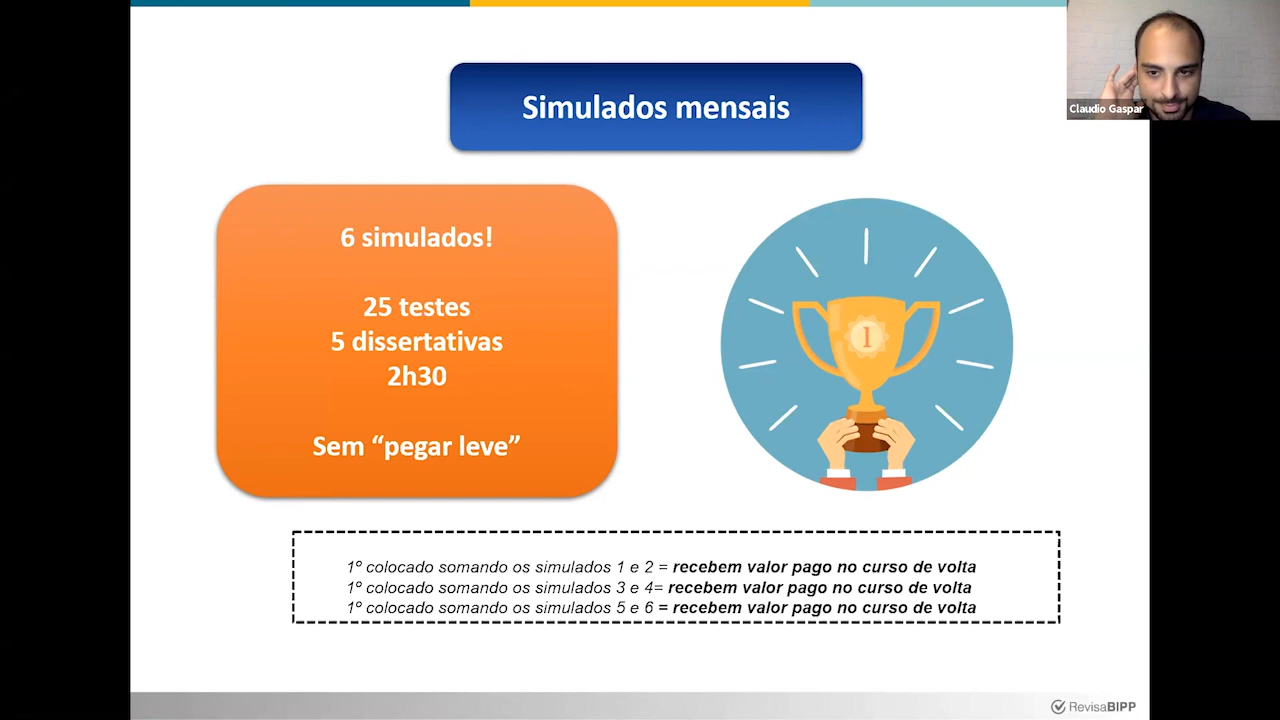 Simulados mensais
Claudio Gaspar
6 simulados!
25 testes
5 dissertativas
2h30
Sem “pegar leve”
1
1º colocado somando os simulados 1 e 2 = recebem valor pago no curso de volta
1º colocado somando os simulados 3 e 4= recebem valor pago no curso de volta
1º colocado somando os simulados 5 e 6 = recebem valor pago no curso de volta
RevisaBIPP